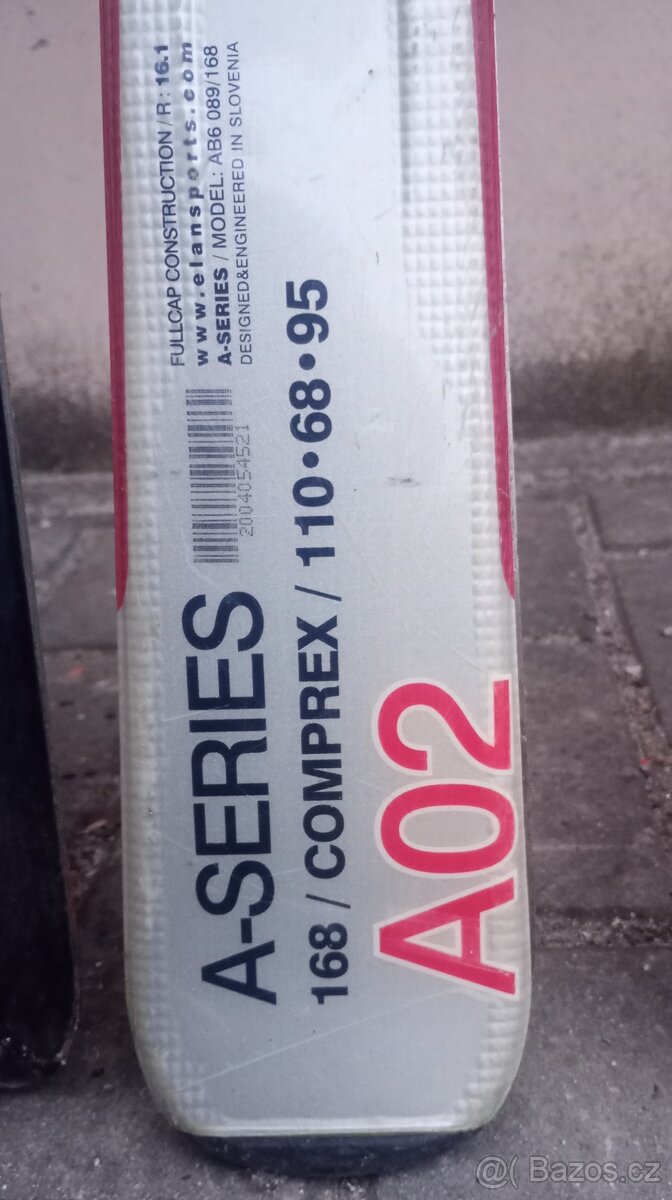 FULLCAP CONSTRUCTION / R: 16.1
www.elansports.com
A-SERIES / MODEL: AB6 089/168
DESIGNED&ENGINEERED IN SLOVENIA
2004054521
A-SERIES
168 / COMPREX / 110•68•95
A02
@( Bazos.cz